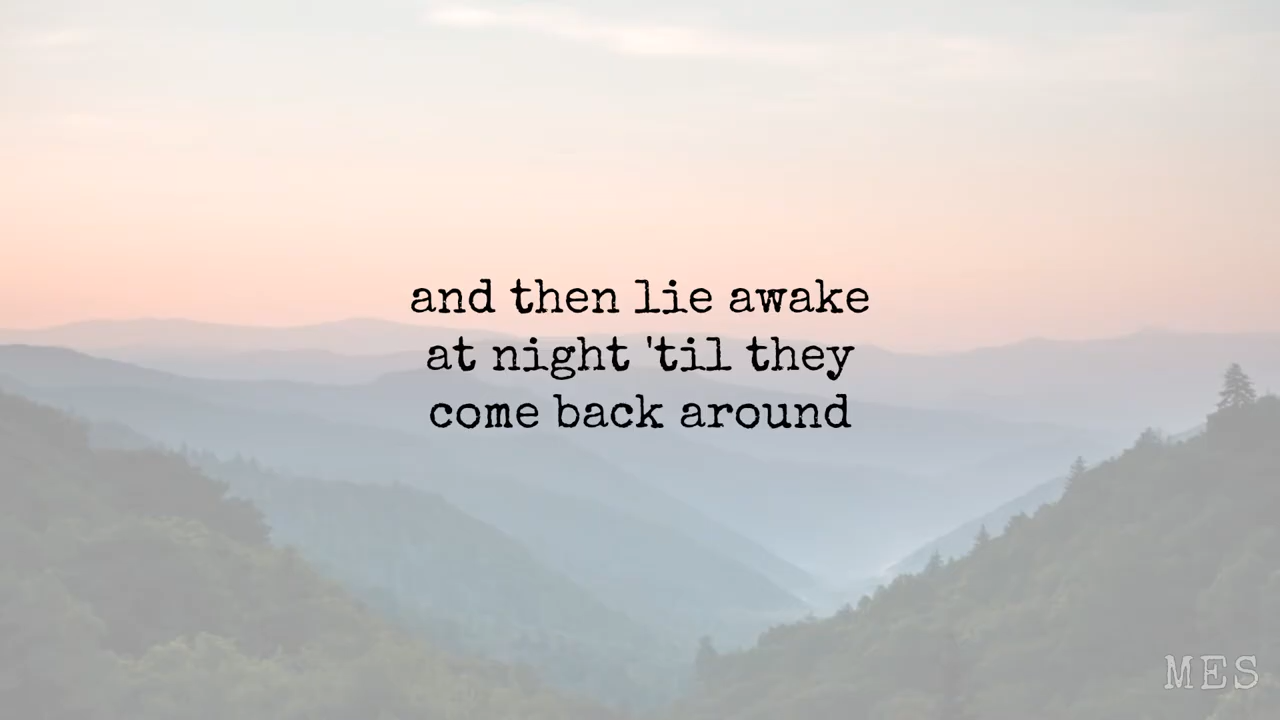 and then lie awake
at night 'til they
come back around
MES